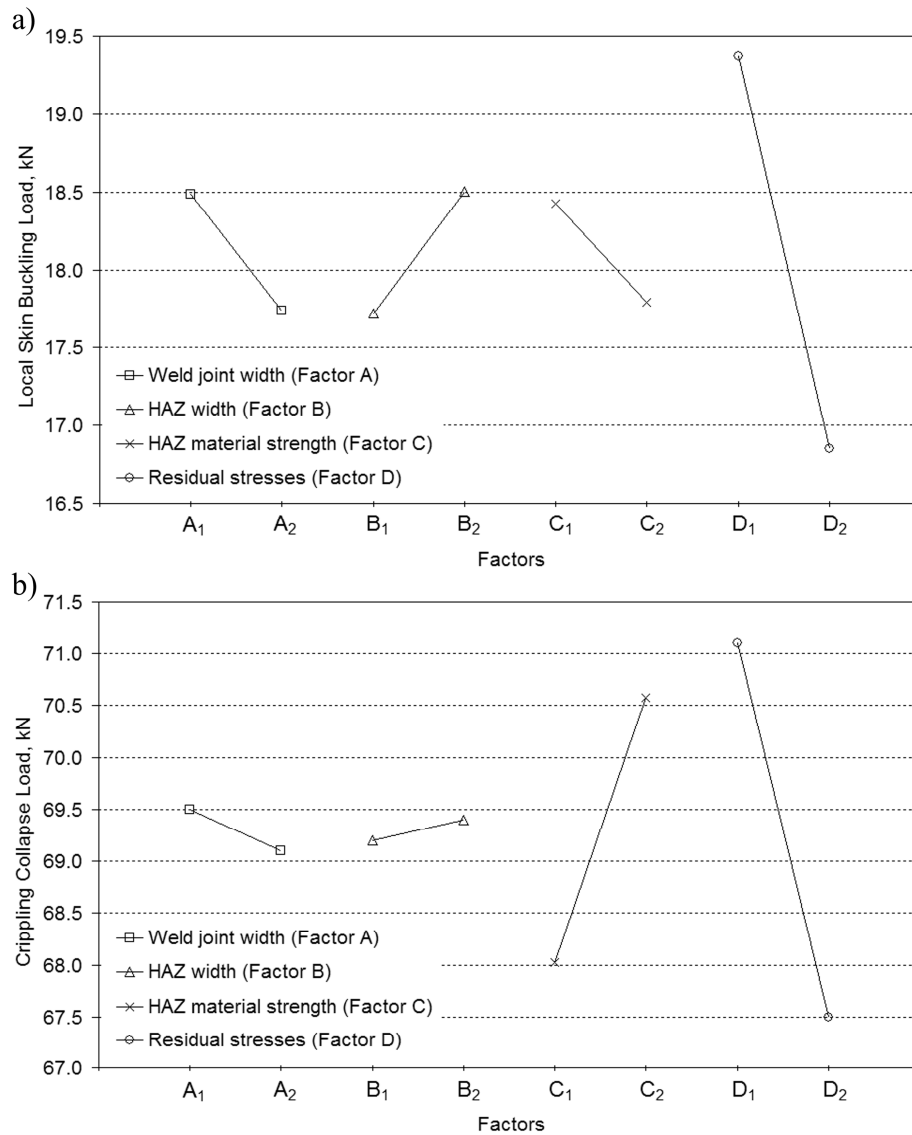 a)
19.5
19.0
18.5
18.0
17.5
17.0
16.5
Local Skin Buckling Load, kN
Weld joint width (Factor A)
HAZ width (Factor B)
HAZ material strength (Factor C)
Residual stresses (Factor D)
A₁ A₂ B₁ B₂ C₁ C₂ D₁ D₂
Factors
b)
71.5
71.0
70.5
70.0
69.5
69.0
68.5
68.0
67.5
67.0
Crippling Collapse Load, kN
Weld joint width (Factor A)
HAZ width (Factor B)
HAZ material strength (Factor C)
Residual stresses (Factor D)
A₁ A₂ B₁ B₂ C₁ C₂ D₁ D₂
Factors